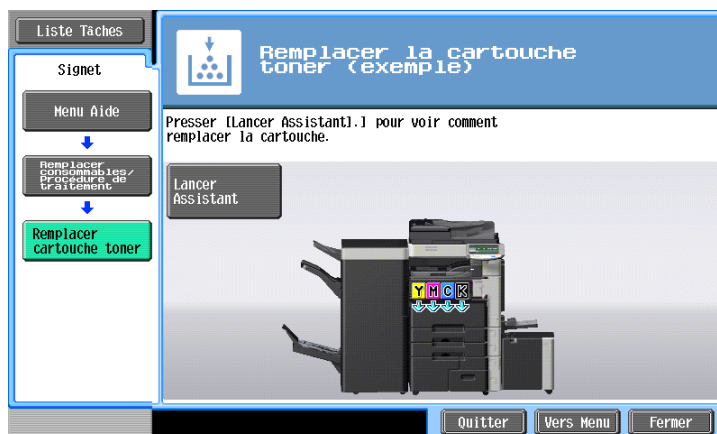 Liste Tâches
Signet
Menu Aide
Remplacer
consommables/
Procédure de
traitement
Remplacer
cartouche toner
Remplacer la cartouche
toner (exemple)
Presser [Lancer Assistant].] pour voir comment
remplacer la cartouche.
Lancer
Assistant
Y M C K
Quitter
Vers Menu
Fermer